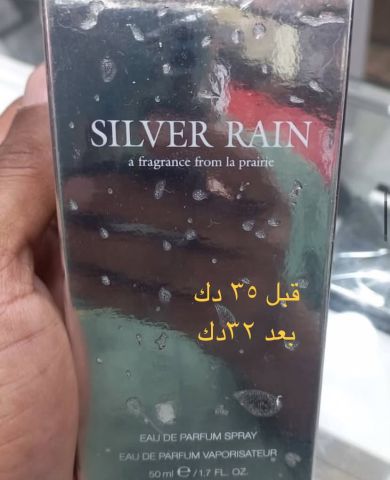 SILVER RAIN
a fragrance from la prairie
قبل ٣٥ دك
بعد ٣٢دك
EAU DE PARFUM SPRAY
EAU DE PARFUM VAPORISATEUR
50 ml ℮ / 1.7 FL. OZ.